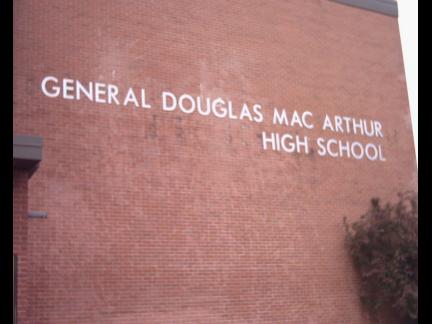 GENERAL DOUGLAS MAC ARTHUR
HIGH SCHOOL